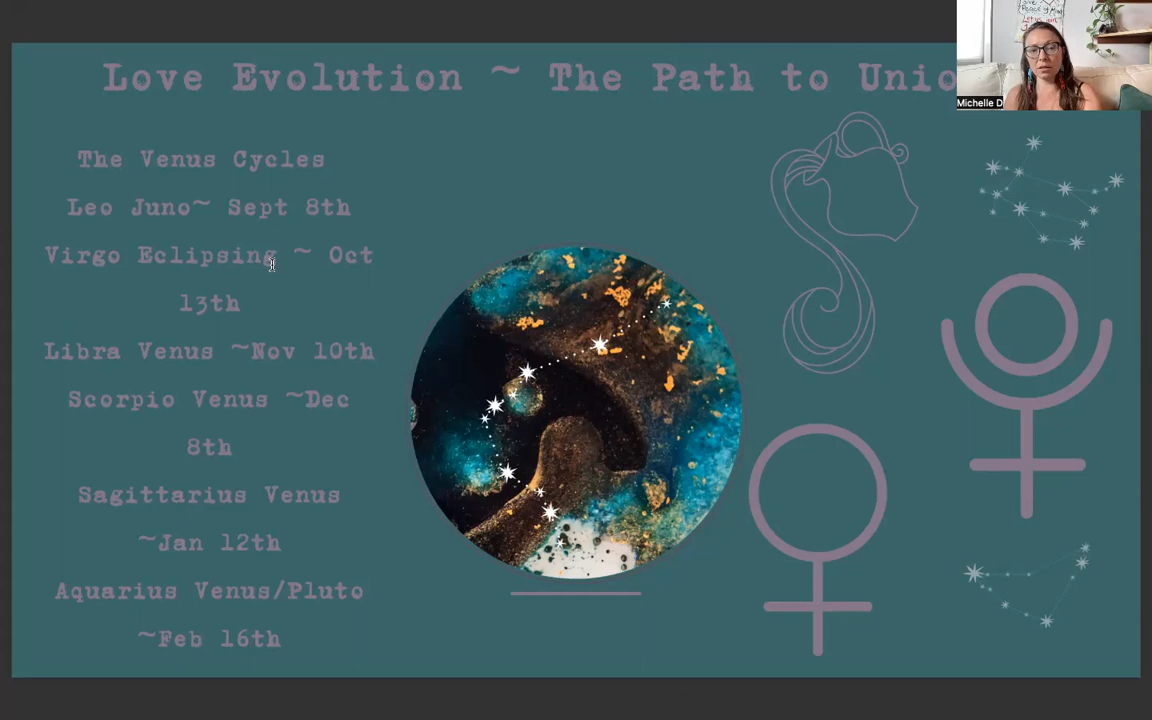 Love Evolution ~ The Path to Unio
Michelle D
The Venus Cycles
Leo Juno~ Sept 8th
Virgo Eclipsing ~ Oct
13th
Libra Venus ~Nov 10th
Scorpio Venus ~Dec
8th
Sagittarius Venus
~Jan 12th
Aquarius Venus/Pluto
~Feb 16th